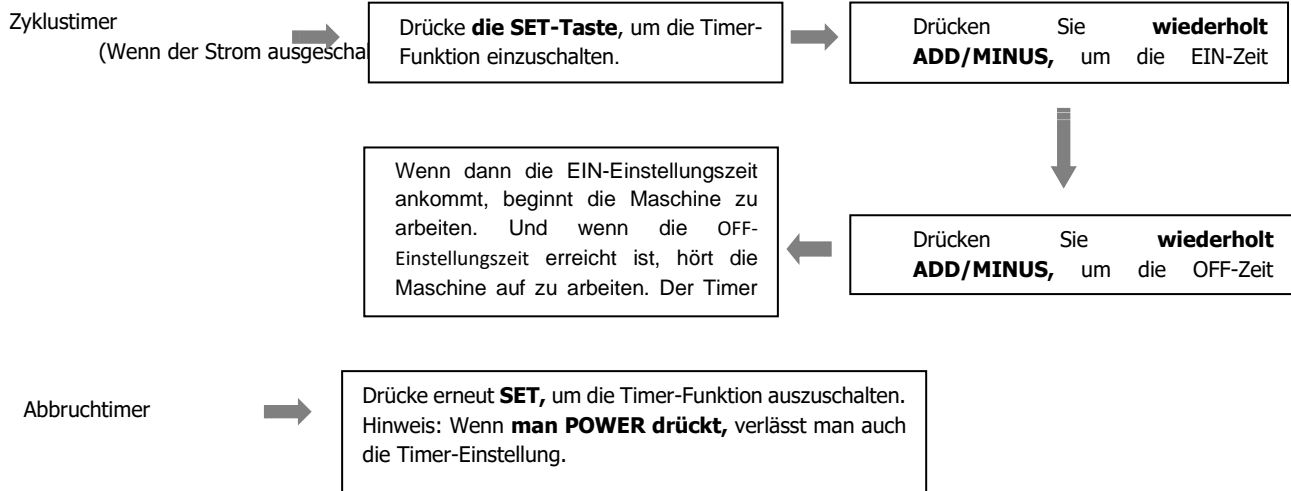 Zyklustimer
(Wenn der Strom ausgeschal
Drücke die SET-Taste, um die Timer-
Funktion einzuschalten.
Drücken Sie wiederholt
ADD/MINUS, um die EIN-Zeit
Drücken Sie wiederholt
ADD/MINUS, um die OFF-Zeit
Wenn dann die EIN-Einstellungszeit
ankommt, beginnt die Maschine zu
arbeiten. Und wenn die OFF-
Einstellungszeit erreicht ist, hört die
Maschine auf zu arbeiten. Der Timer
Abbruchtimer
Drücke erneut SET, um die Timer-Funktion auszuschalten.
Hinweis: Wenn man POWER drückt, verlässt man auch
die Timer-Einstellung.